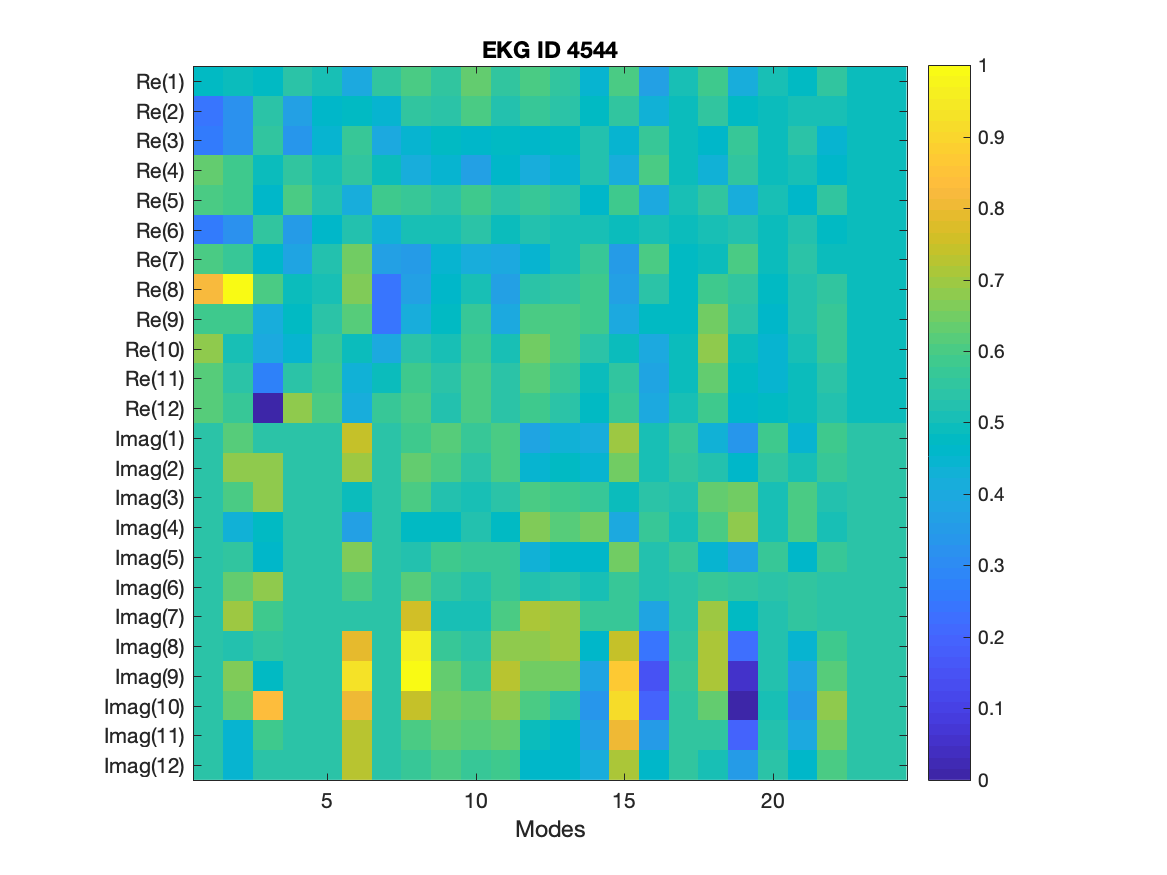 EKG ID 4544
Re(1)
Re(2)
Re(3)
Re(4)
Re(5)
Re(6)
Re(7)
Re(8)
Re(9)
Re(10)
Re(11)
Re(12)
Imag(1)
Imag(2)
Imag(3)
Imag(4)
Imag(5)
Imag(6)
Imag(7)
Imag(8)
Imag(9)
Imag(10)
Imag(11)
Imag(12)
5 10 15 20
Modes
1
0.9
0.8
0.7
0.6
0.5
0.4
0.3
0.2
0.1
0